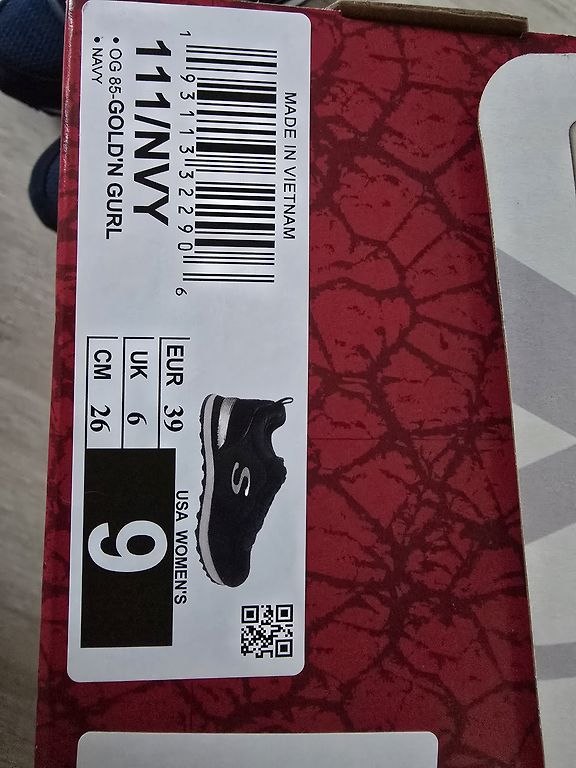 MADE IN VIETNAM
1 93113 32290 6
111/NVY
• OG 85-GOLD'N GURL
• NAVY
EUR 39
UK 6
CM 26
USA WOMEN'S
9
S